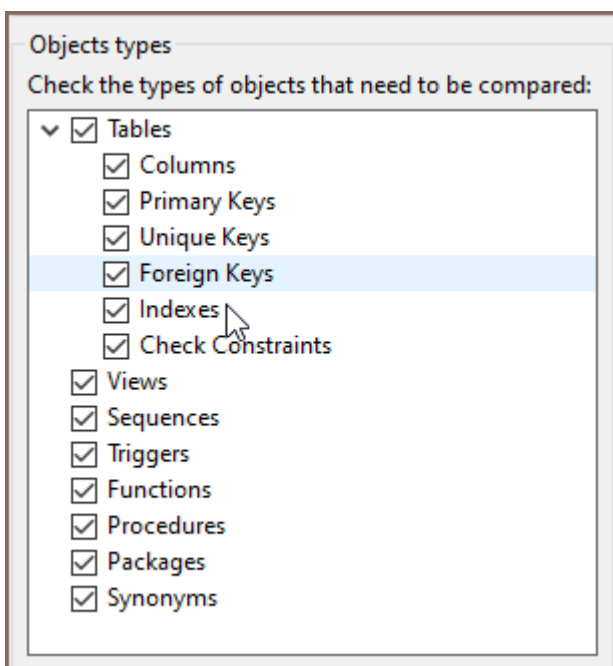 Objects types
Check the types of objects that need to be compared:
Tables
Columns
Primary Keys
Unique Keys
Foreign Keys
Indexes
Check Constraints
Views
Sequences
Triggers
Functions
Procedures
Packages
Synonyms